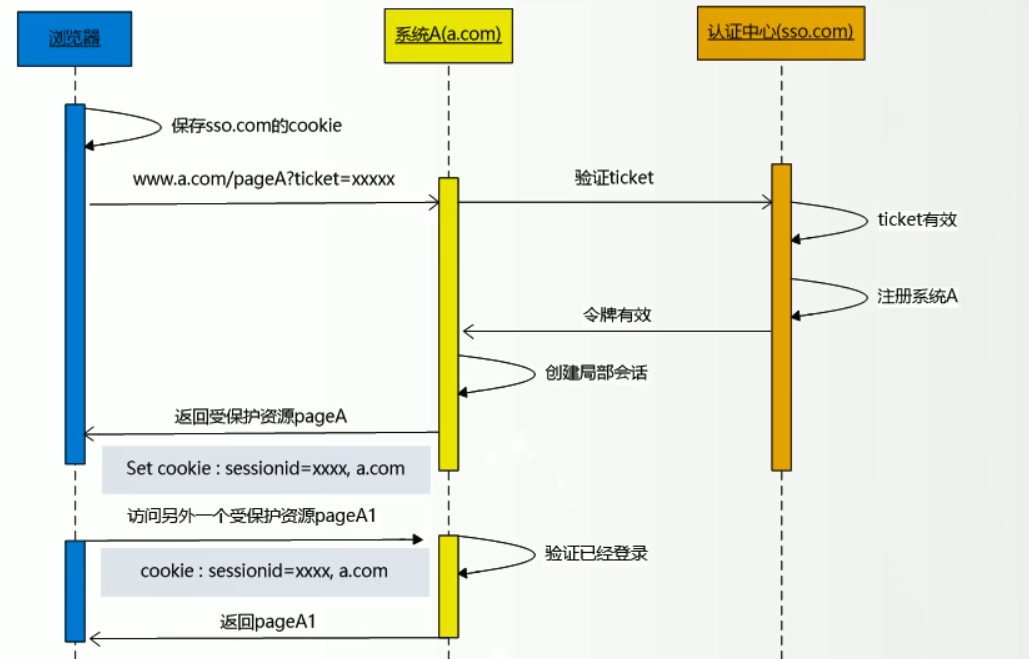 浏览器
系统A(a.com)
认证中心(sso.com)
保存sso.com的cookie
www.a.com/pageA?ticket=xxxxx
验证ticket
ticket有效
注册系统A
令牌有效
创建局部会话
返回受保护资源pageA
Set cookie : sessionid=xxxx, a.com
访问另外一个受保护资源pageA1
验证已经登录
cookie : sessionid=xxxx, a.com
返回pageA1